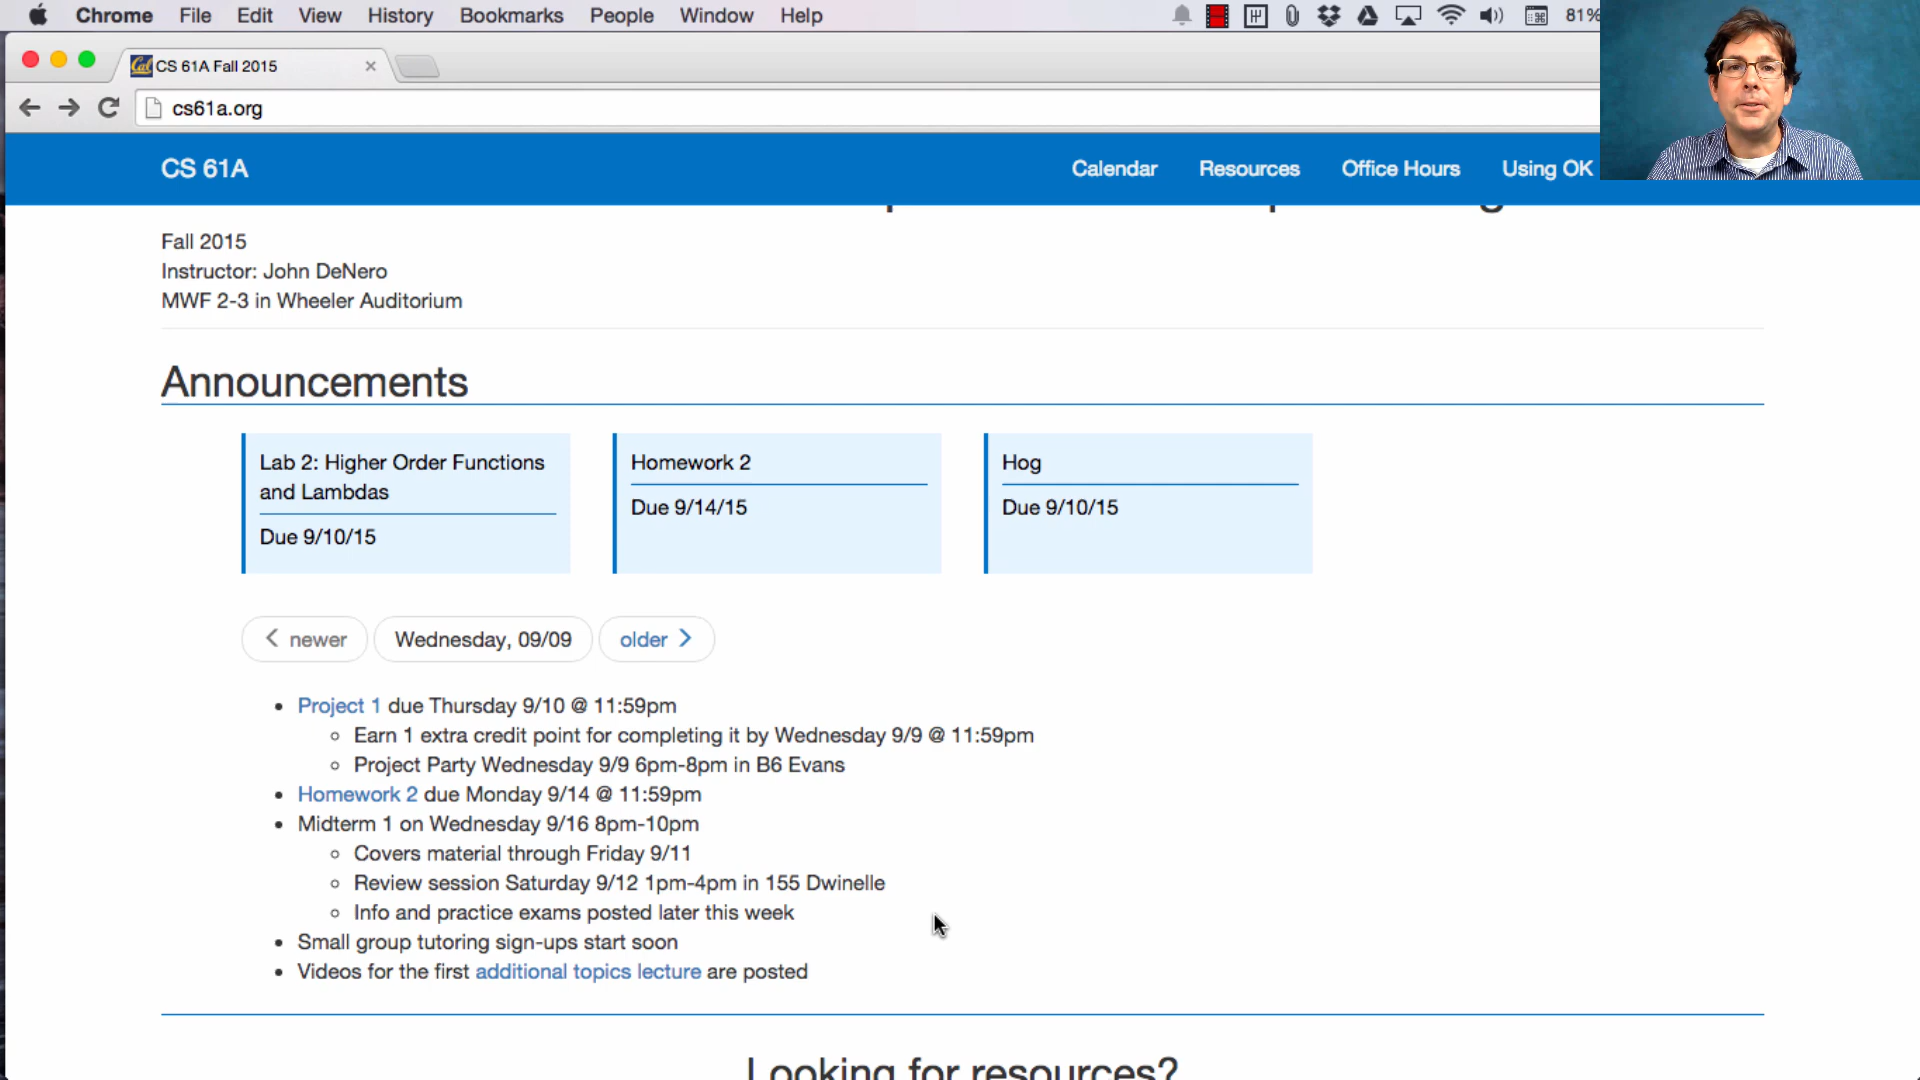 Chrome File Edit View History Bookmarks People Window Help 81%
CS 61A Fall 2015
cs61a.org
CS 61A Calendar Resources Office Hours Using OK
Fall 2015
Instructor: John DeNero
MWF 2-3 in Wheeler Auditorium
Announcements
Lab 2: Higher Order Functions
and Lambdas
Due 9/10/15
Homework 2
Due 9/14/15
Hog
Due 9/10/15
newer Wednesday, 09/09 older
Project 1 due Thursday 9/10 @ 11:59pm
Earn 1 extra credit point for completing it by Wednesday 9/9 @ 11:59pm
Project Party Wednesday 9/9 6pm-8pm in B6 Evans
Homework 2 due Monday 9/14 @ 11:59pm
Midterm 1 on Wednesday 9/16 8pm-10pm
Covers material through Friday 9/11
Review session Saturday 9/12 1pm-4pm in 155 Dwinelle
Info and practice exams posted later this week
Small group tutoring sign-ups start soon
Videos for the first additional topics lecture are posted
Looking for resources?